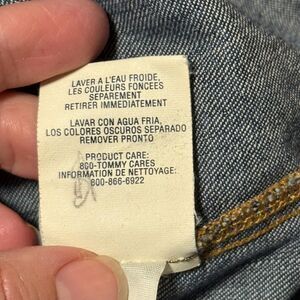 LAVER A L'EAU FROIDE,
LES COULEURS FONCEES
SEPAREMENT
RETIRER IMMEDIATEMENT
LAVAR CON AGUA FRIA,
LOS COLORES OSCUROS SEPARADO
REMOVER PRONTO
PRODUCT CARE:
800-TOMMY CARES
INFORMATION DE NETTOYAGE:
800-866-6922